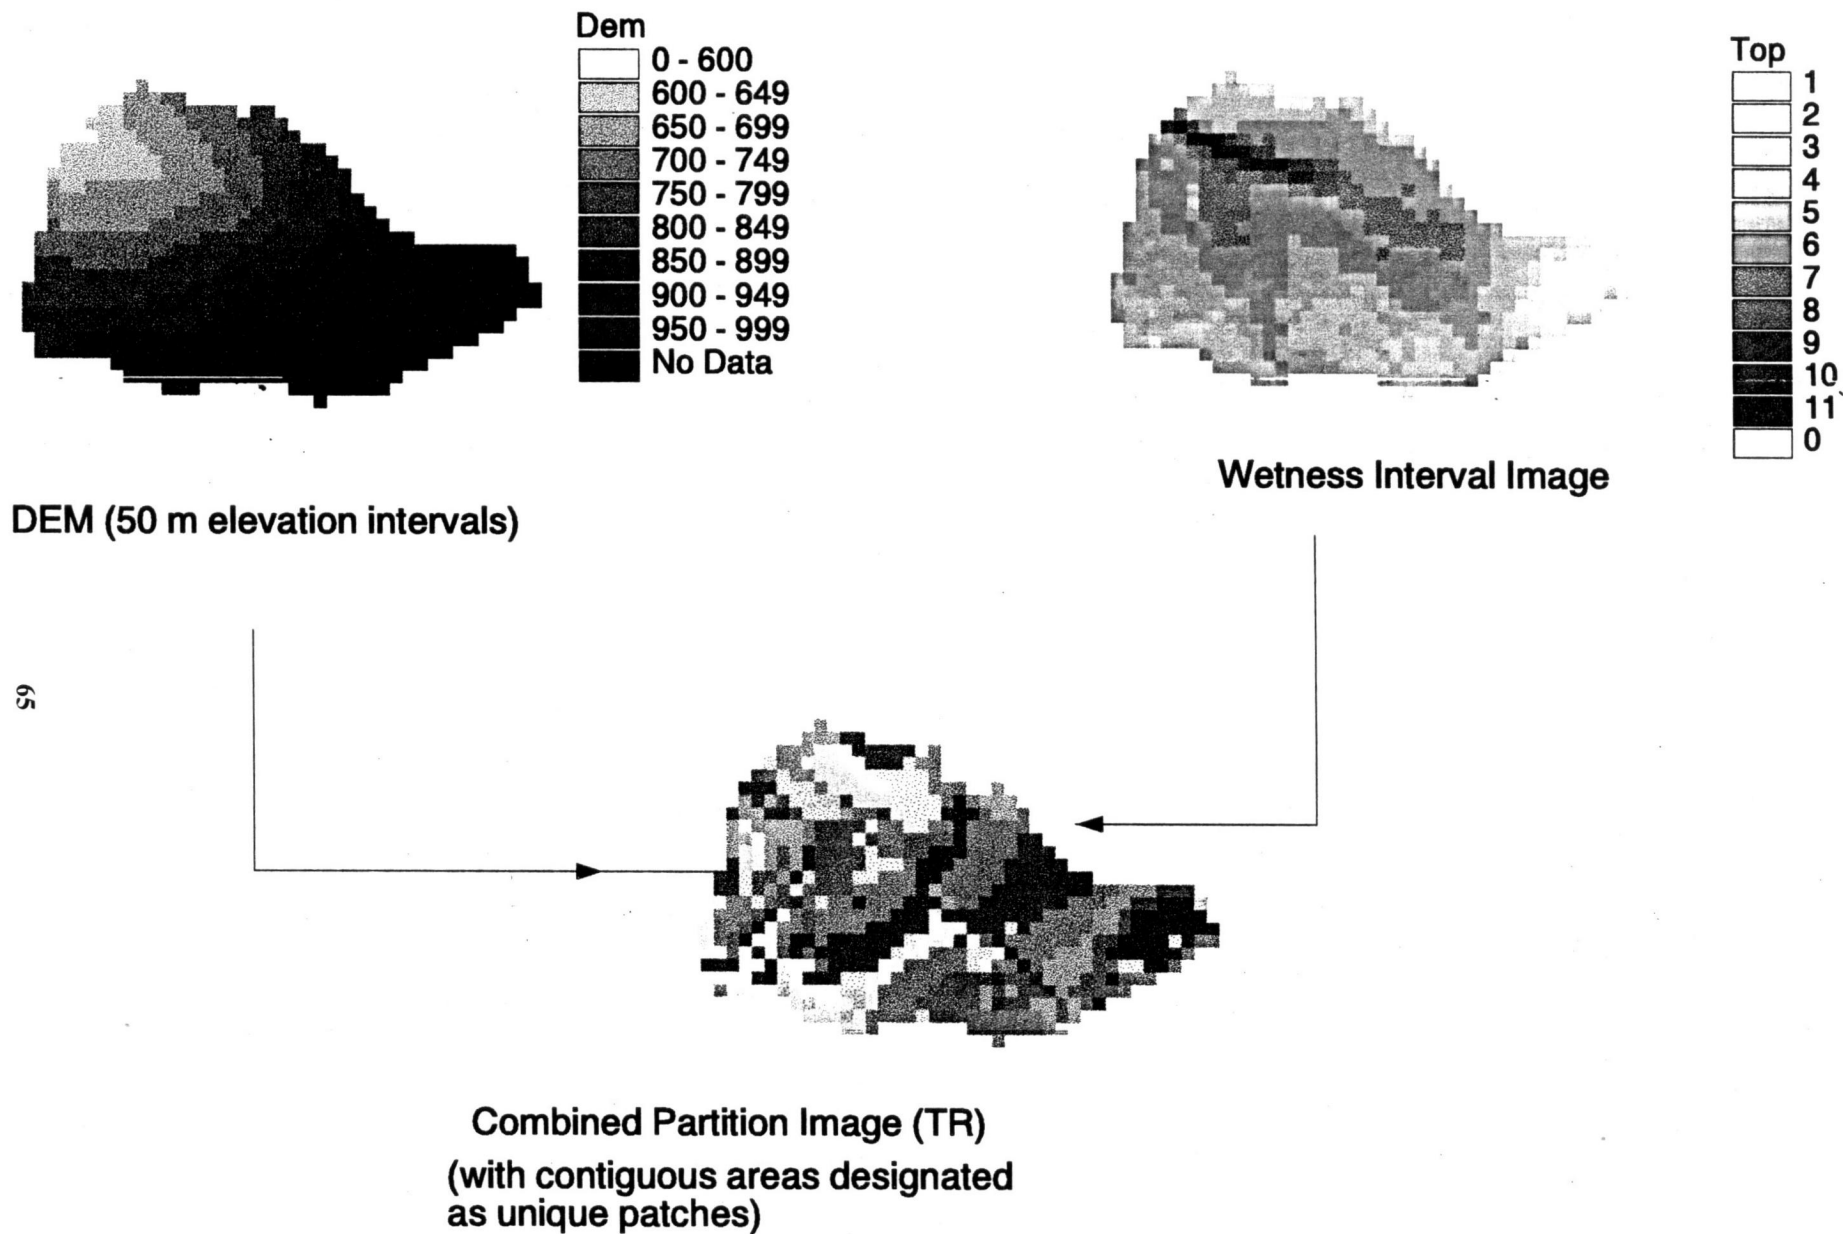 Dem
0 - 600
600 - 649
650 - 699
700 - 749
750 - 799
800 - 849
850 - 899
900 - 949
950 - 999
No Data
DEM (50 m elevation intervals)
Top
1
2
3
4
5
6
7
8
9
10
11
0
Wetness Interval Image
65
Combined Partition Image (TR)
(with contiguous areas designated
as unique patches)